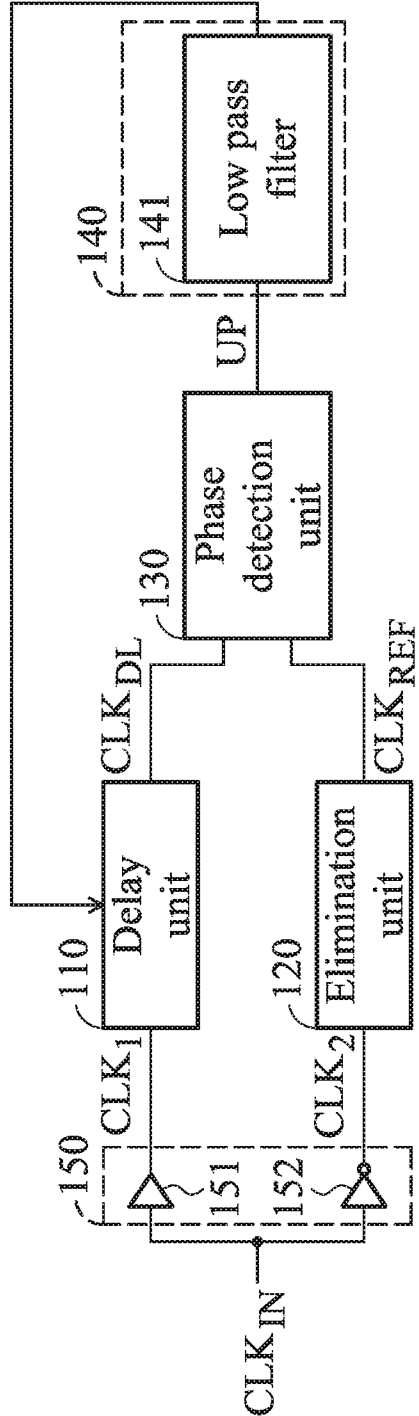 CLK_IN
150
151
152
CLK_1
CLK_2
110
Delay
unit
120
Elimination
unit
CLK_DL
CLK_REF
130
Phase
detection
unit
UP
140
141
Low pass
filter